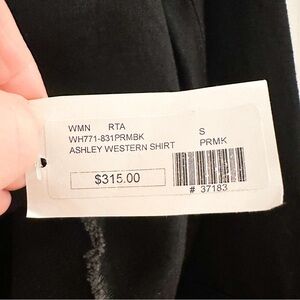 WMN RTA
WH771-831PRMBK S
ASHLEY WESTERN SHIRT PRMK
$315.00
# 37183